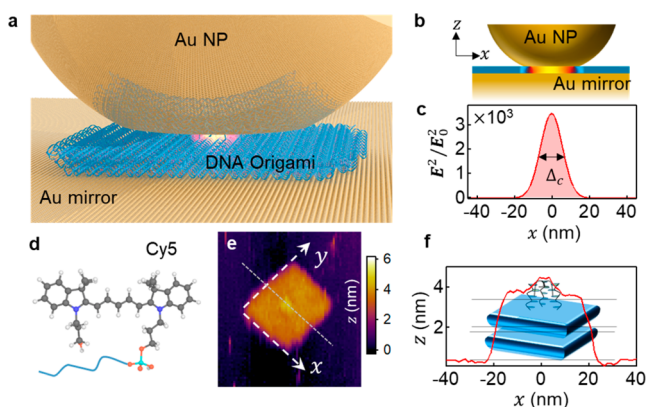 a
Au NP
DNA Origami
Au mirror
b
z
x
Au NP
Au mirror
c
×10³
E²/E₀²
3
2
1
0
Δc
-40 -20 0 20 40
x (nm)
d
Cy5
e
y
x
z (nm)
6
4
2
0
f
z (nm)
4
2
-40 -20 0 20 40
x (nm)